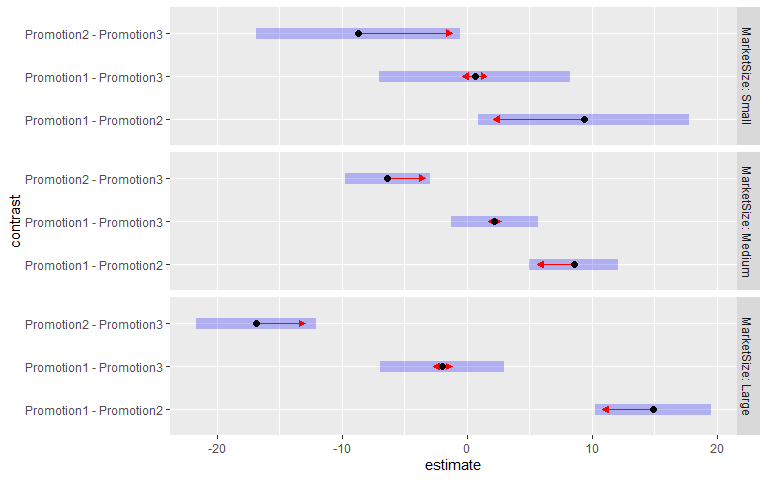 Promotion2 - Promotion3
Promotion1 - Promotion3
Promotion1 - Promotion2
MarketSize: Small
Promotion2 - Promotion3
Promotion1 - Promotion3
Promotion1 - Promotion2
MarketSize: Medium
Promotion2 - Promotion3
Promotion1 - Promotion3
Promotion1 - Promotion2
MarketSize: Large
contrast
-20 -10 0 10 20
estimate